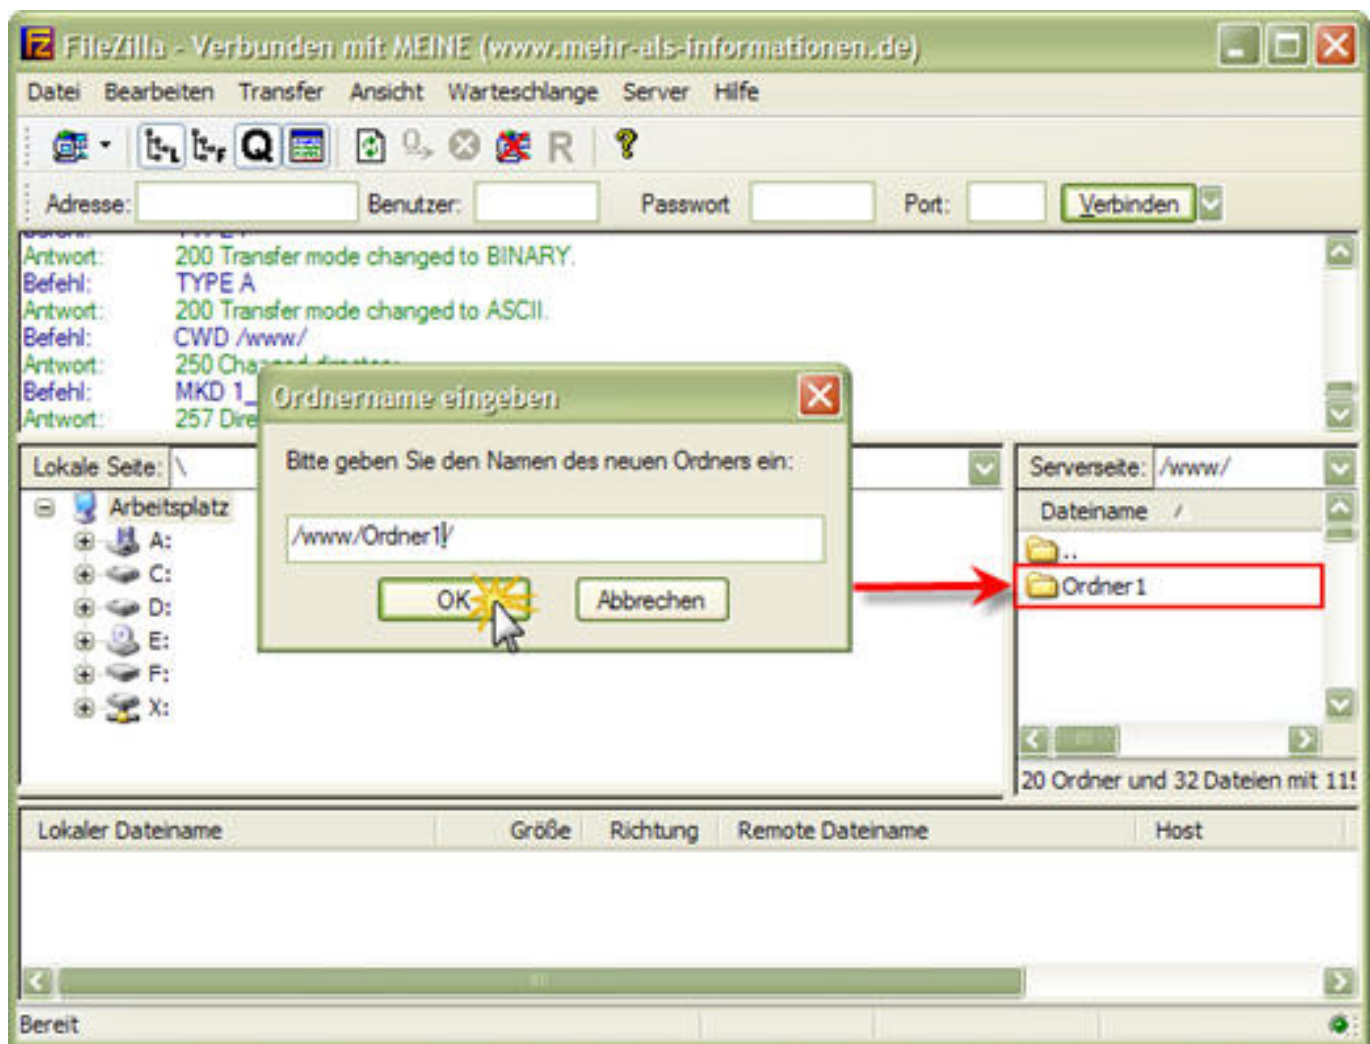 FileZilla - Verbunden mit MEINE (www.mehr-als-informationen.de)
Datei Bearbeiten Transfer Ansicht Warteschlange Server Hilfe
Adresse: Benutzer: Passwort Port: Verbinden
Antwort: 200 Transfer mode changed to BINARY.
Befehl: TYPE A
Antwort: 200 Transfer mode changed to ASCII.
Befehl: CWD /www/
Antwort: 250
Befehl: MKD 1_
Antwort: 257
Ordnername eingeben
Bitte geben Sie den Namen des neuen Ordners ein:
/www/Ordner1/
OK Abbrechen
Lokale Seite: \
Arbeitsplatz
A:
C:
D:
E:
F:
X:
Serverseite: /www/
Dateiname /
..
Ordner1
20 Ordner und 32 Dateien mit
Lokaler Dateiname Größe Richtung Remote Dateiname Host
Bereit